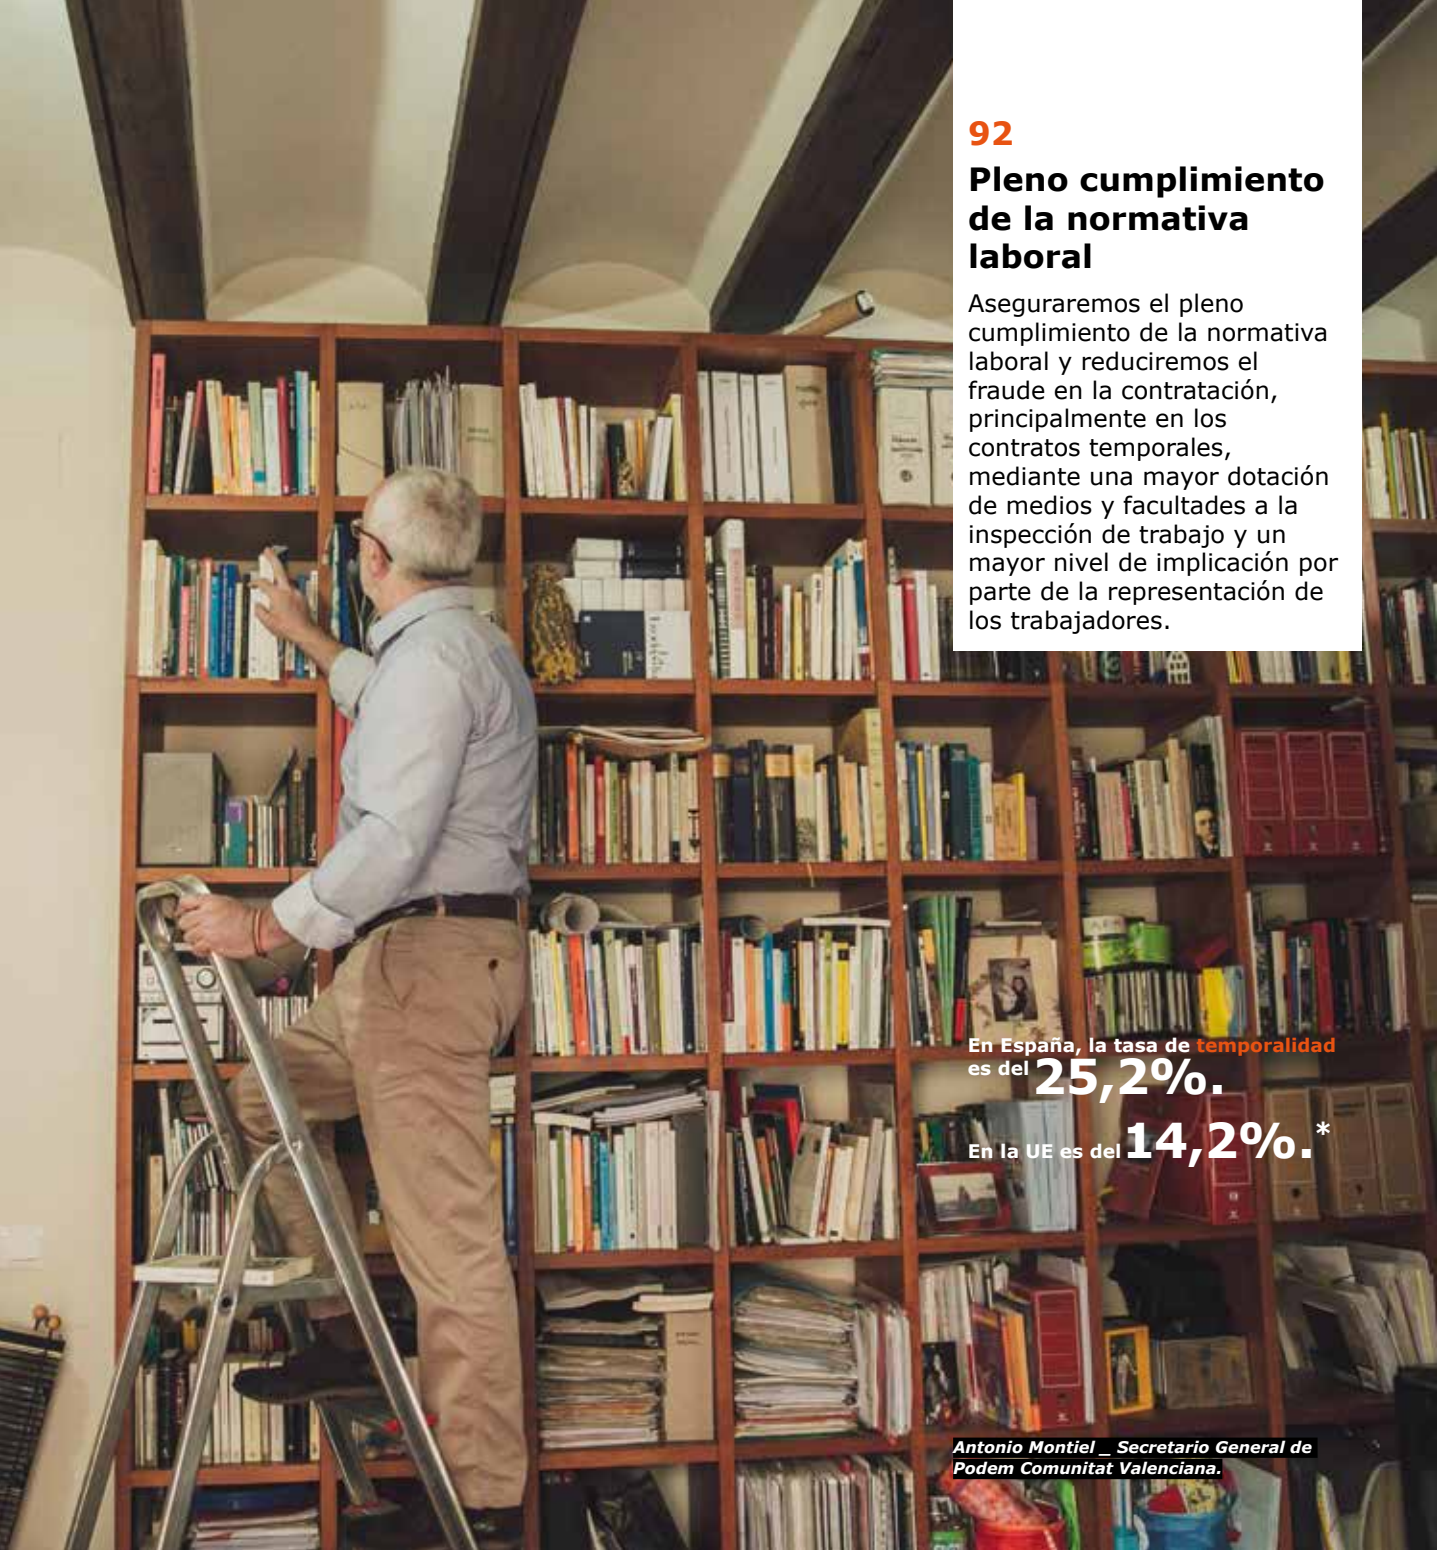 92
Pleno cumplimiento
de la normativa
laboral
Aseguraremos el pleno
cumplimiento de la normativa
laboral y reduciremos el
fraude en la contratación,
principalmente en los
contratos temporales,
mediante una mayor dotación
de medios y facultades a la
inspección de trabajo y un
mayor nivel de implicación por
parte de la representación de
los trabajadores.
En España, la tasa de temporalidad
es del 25,2%.
En la UE es del 14,2%.*
Antonio Montiel _ Secretario General de
Podem Comunitat Valenciana.